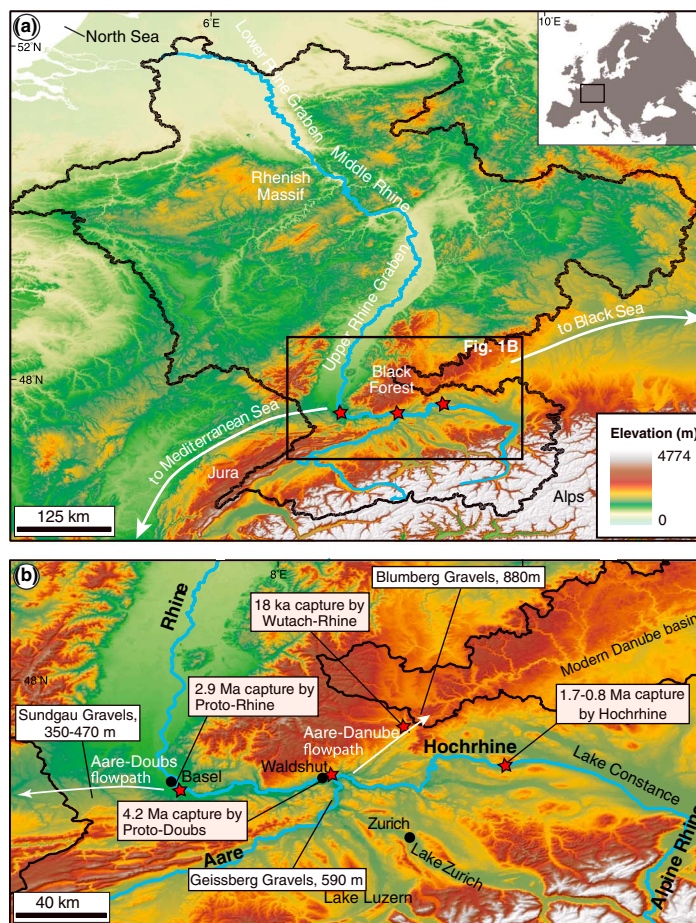 (a)
6°E
10°E
52°N
North Sea
Lower Rhine Graben
Rhenish
Massif
Middle Rhine
Upper Rhine Graben
to Black Sea
Fig. 1B
Black
Forest
48°N
to Mediterranean Sea
Jura
Alps
Elevation (m)
4774
0
125 km
(b)
8°E
Blumberg Gravels, 880m
Rhine
18 ka capture by
Wutach-Rhine
48°N
Modern Danube basin
2.9 Ma capture by
Proto-Rhine
1.7-0.8 Ma capture
by Hochrhine
Sundgau Gravels,
350-470 m
Aare-Danube
flowpath
Hochrhine
Aare-Doubs
flowpath
Basel
Waldshut
Lake Constance
4.2 Ma capture by
Proto-Doubs
Zurich
Aare
Lake Zurich
Alpine Rhine
Geissberg Gravels, 590 m
Lake Luzern
40 km